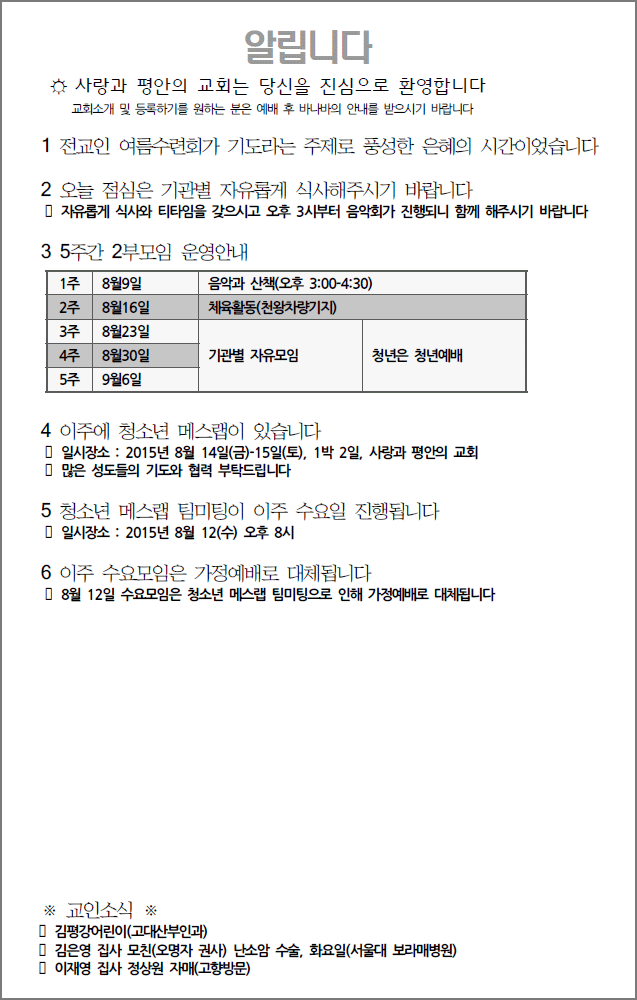 알립니다
☼ 사랑과 평안의 교회는 당신을 진심으로 환영합니다
교회소개 및 등록하기를 원하는 분은 예배 후 바나바의 안내를 받으시기 바랍니다
1 전교인 여름수련회가 기도라는 주제로 풍성한 은혜의 시간이었습니다
2 오늘 점심은 기관별 자유롭게 식사해주시기 바랍니다
▯ 자유롭게 식사와 티타임을 갖으시고 오후 3시부터 음악회가 진행되니 함께 해주시기 바랍니다
3 5주간 2부모임 운영안내
1주 8월9일 음악과 산책(오후 3:00-4:30)
2주 8월16일 체육활동(천왕차량기지)
3주 8월23일
4주 8월30일 기관별 자유모임 청년은 청년예배
5주 9월6일
4 이주에 청소년 메스랩이 있습니다
▯ 일시장소 : 2015년 8월 14일(금)-15일(토), 1박 2일, 사랑과 평안의 교회
▯ 많은 성도들의 기도와 협력 부탁드립니다
5 청소년 메스랩 팀미팅이 이주 수요일 진행됩니다
▯ 일시장소 : 2015년 8월 12(수) 오후 8시
6 이주 수요모임은 가정예배로 대체됩니다
▯ 8월 12일 수요모임은 청소년 메스랩 팀미팅으로 인해 가정예배로 대체됩니다
※ 교인소식 ※
▯ 김평강어린이(고대산부인과)
▯ 김은영 집사 모친(오명자 권사) 난소암 수술, 화요일(서울대 보라매병원)
▯ 이재영 집사 정상원 자매(고향방문)